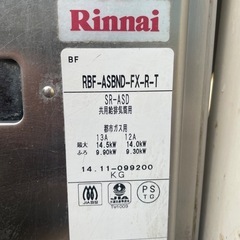 Rinnai
BF
RBF-ASBND-FX-R-T
SR-ASD
共用給排気筒用
都市ガス用
13A 12A
最大 14.5kW 14.0kW
ふろ 9.90kW 9.30kW
14.11-099200
KG
JIA
PS
TG